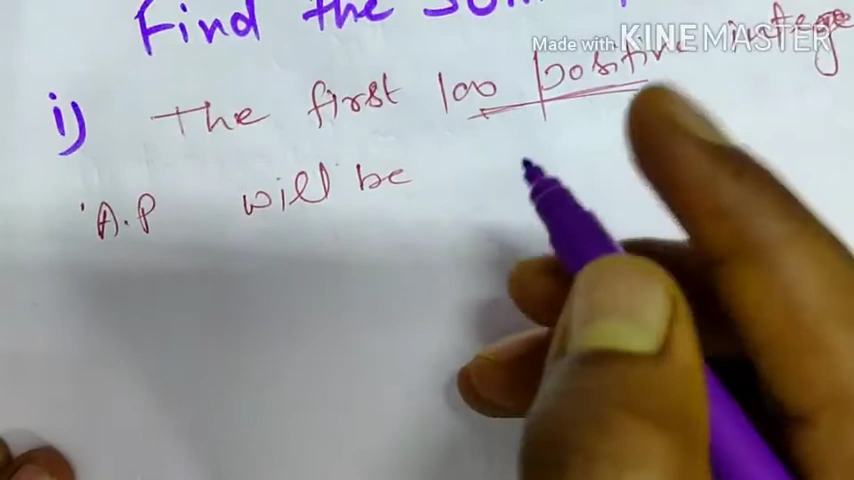 Find the
Made with KINEMASTER
i) The first 100 positive
A.P will be